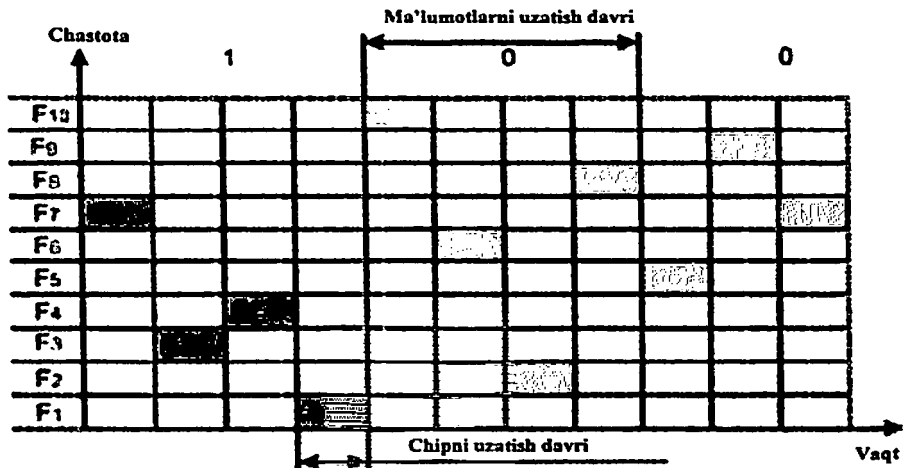 Ma'lumotlarni uzatish davri
Chastota
1 0 0
F10
F9
F8
F7
F6
F5
F4
F3
F2
F1
Chipni uzatish davri
Vaqt